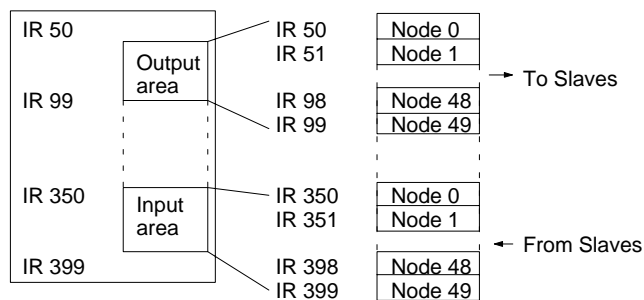 IR 50
Output area
IR 99
IR 350
Input area
IR 399
IR 50 Node 0
IR 51 Node 1
To Slaves
IR 98 Node 48
IR 99 Node 49
IR 350 Node 0
IR 351 Node 1
From Slaves
IR 398 Node 48
IR 399 Node 49